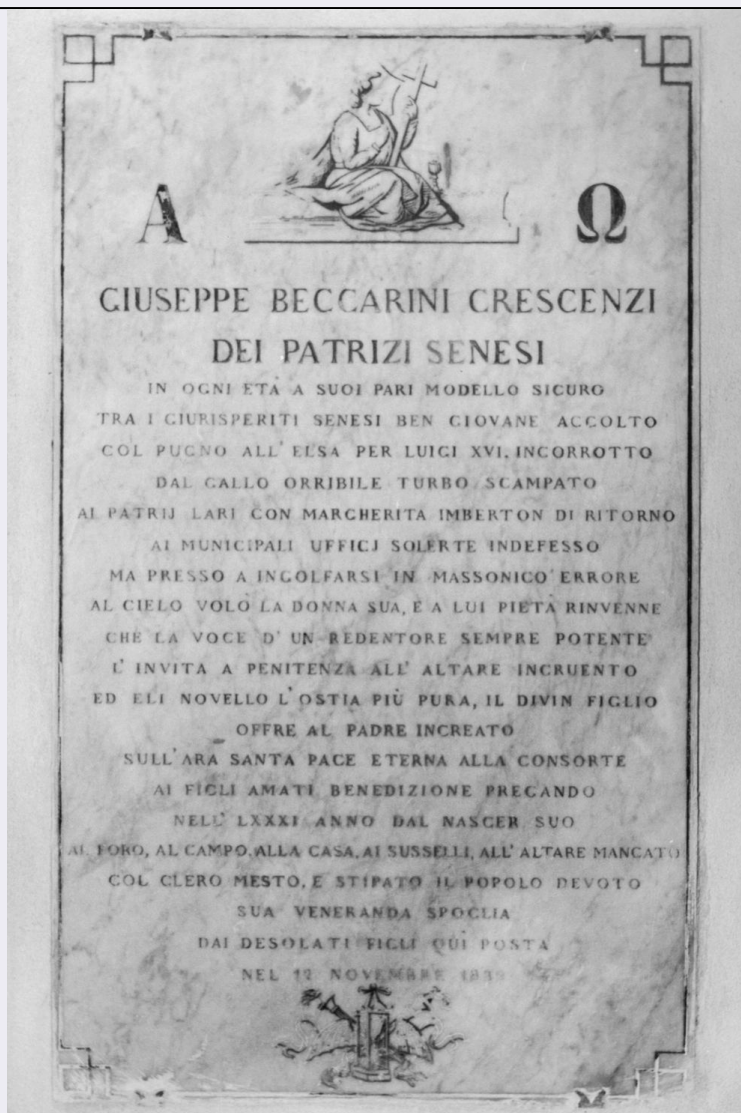 Α Ω
GIUSEPPE BECCARINI CRESCENZI
DEI PATRIZI SENESI
IN OGNI ETÀ A SUOI PARI MODELLO SICURO
TRA I GIURISPERITI SENESI BEN GIOVANE ACCOLTO
COL PUGNO ALL' ELSA PER LUIGI XVI. INCORROTTO
DAL GALLO ORRIBILE TURBO SCAMPATO
AI PATRIJ LARI CON MARGHERITA IMBERTON DI RITORNO
AI MUNICIPALI UFFICJ SOLERTE INDEFESSO
MA PRESSO A INGOLFARSI IN MASSONICO ERRORE
AL CIELO VOLÒ LA DONNA SUA, E A LUI PIETÀ RINVENNE
CHE LA VOCE D' UN REDENTORE SEMPRE POTENTE
L' INVITA A PENITENZA ALL' ALTARE INCRUENTO
ED ELI NOVELLO L'OSTIA PIÙ PURA, IL DIVIN FIGLIO
OFFRE AL PADRE INCREATO
SULL'ARA SANTA PACE ETERNA ALLA CONSORTE
AI FIGLI AMATI BENEDIZIONE PREGANDO
NELL' LXXXI ANNO DAL NASCER SUO
AL FORO, AL CAMPO, ALLA CASA, AI SUSSELLI, ALL' ALTARE MANCATO
COL CLERO MESTO, E STIPATO IL POPOLO DEVOTO
SUA VENERANDA SPOGLIA
DAI DESOLATI FIGLI QUI POSTA
NEL 12 NOVEMBRE